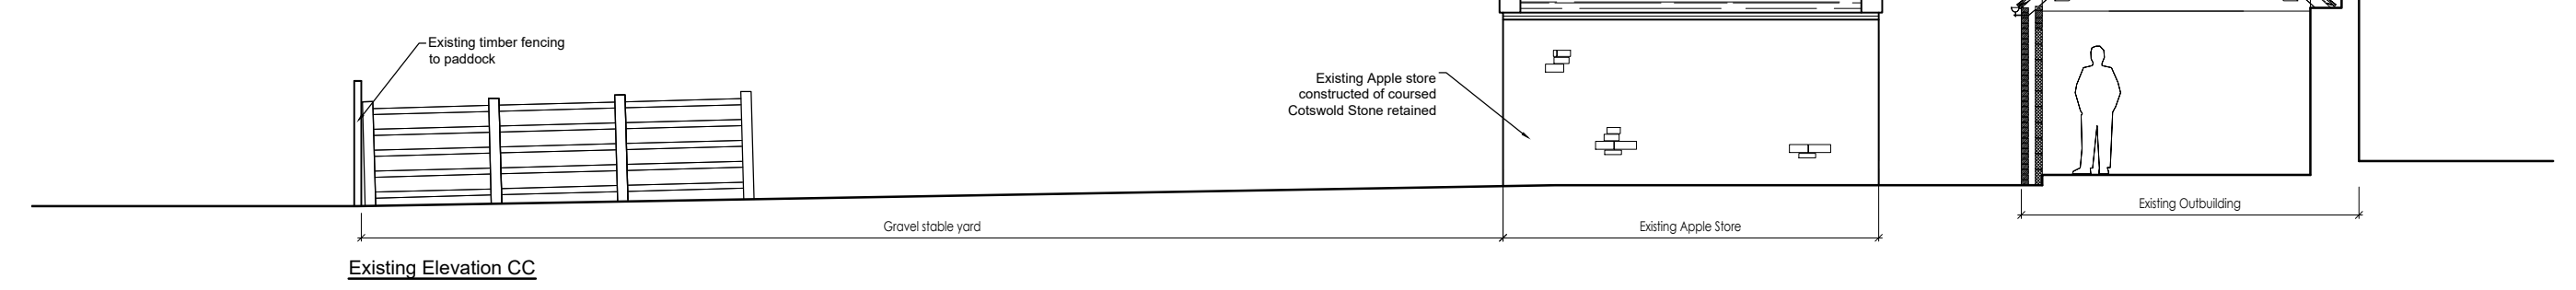 Existing timber fencing
to paddock
Existing Apple store
constructed of coursed
Cotswold Stone retained
Existing Outbuilding
Gravel stable yard
Existing Apple Store
Existing Elevation CC